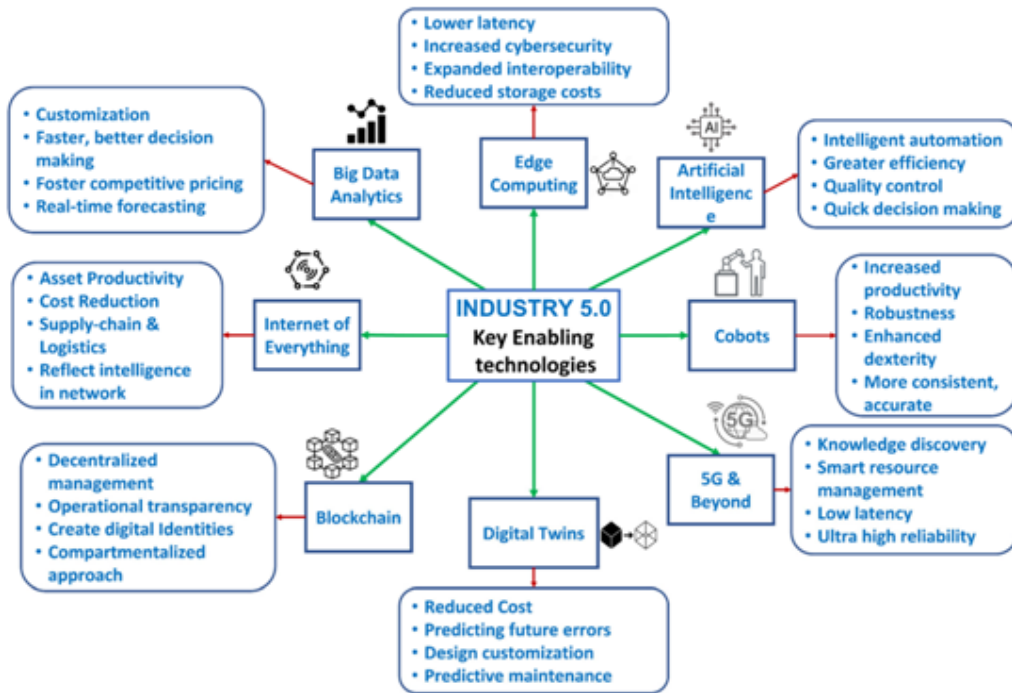 • Lower latency
• Increased cybersecurity
• Expanded interoperability
• Reduced storage costs
• Customization
• Faster, better decision
making
• Foster competitive pricing
• Real-time forecasting
Big Data
Analytics
Edge
Computing
AI
Artificial
Intelligenc
e
• Intelligent automation
• Greater efficiency
• Quality control
• Quick decision making
• Asset Productivity
• Cost Reduction
• Supply-chain &
Logistics
• Reflect intelligence
in network
Internet of
Everything
INDUSTRY 5.0
Key Enabling
technologies
Cobots
• Increased
productivity
• Robustness
• Enhanced
dexterity
• More consistent,
accurate
• Decentralized
management
• Operational transparency
• Create digital Identities
• Compartmentalized
approach
Blockchain
Digital Twins
5G
5G &
Beyond
• Knowledge discovery
• Smart resource
management
• Low latency
• Ultra high reliability
• Reduced Cost
• Predicting future errors
• Design customization
• Predictive maintenance